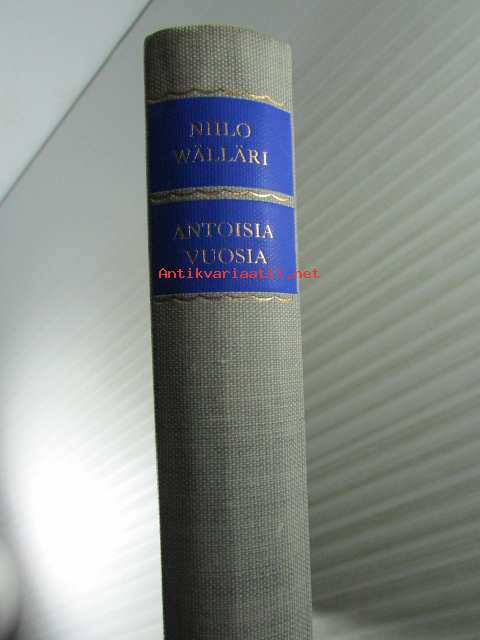 NIILO
WÄLLÄRI
ANTOISIA
VUOSIA
Antikvariaatti.net